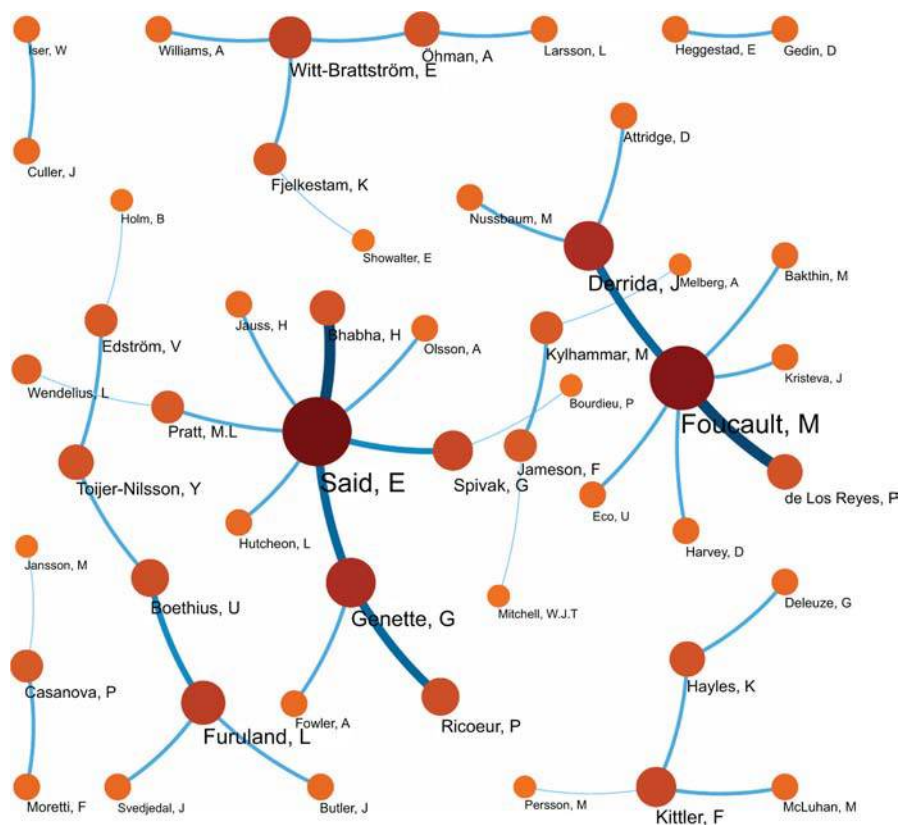 Iser, W
Williams, A
Witt-Brattström, E
Öhman, A
Larsson, L
Heggestad, E
Gedin, D
Culler, J
Attridge, D
Fjelkestam, K
Holm, B
Nussbaum, M
Showalter, E
Derrida, J
Melberg, A
Bakthin, M
Jauss, H
Bhabha, H
Olsson, A
Edström, V
Kylhammar, M
Wendelius, L
Kristeva, J
Bourdieu, P
Pratt, M.L
Foucault, M
Said, E
Spivak, G
Jameson, F
Toijer-Nilsson, Y
de Los Reyes, P
Eco, U
Hutcheon, L
Harvey, D
Jansson, M
Boethius, U
Genette, G
Mitchell, W.J.T
Deleuze, G
Hayles, K
Casanova, P
Fowler, A
Ricoeur, P
Furuland, L
Moretti, F
Svedjedal, J
Butler, J
Persson, M
Kittler, F
McLuhan, M